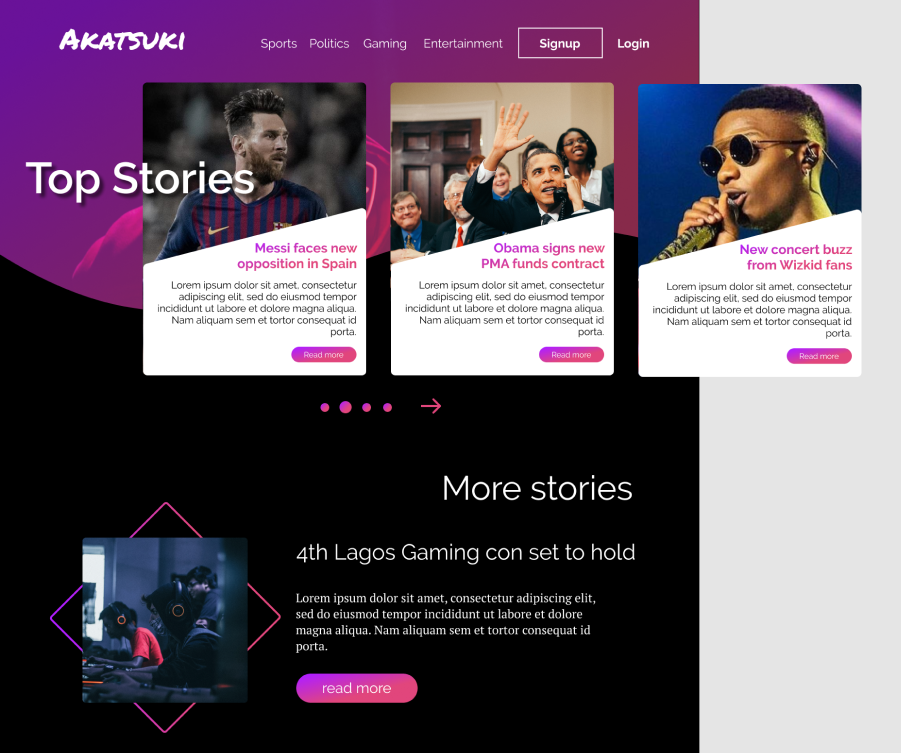 AKATSUKI
Sports Politics Gaming Entertainment Signup Login
Top Stories
Messi faces new
opposition in Spain
Lorem ipsum dolor sit amet, consectetur
adipiscing elit, sed do eiusmod tempor
incididunt ut labore et dolore magna aliqua.
Nam aliquam sem et tortor consequat id
porta.
Read more
Obama signs new
PMA funds contract
Lorem ipsum dolor sit amet, consectetur
adipiscing elit, sed do eiusmod tempor
incididunt ut labore et dolore magna aliqua.
Nam aliquam sem et tortor consequat id
porta.
Read more
New concert buzz
from Wizkid fans
Lorem ipsum dolor sit amet, consectetur
adipiscing elit, sed do eiusmod tempor
incididunt ut labore et dolore magna aliqua.
Nam aliquam sem et tortor consequat id
porta.
Read more
More stories
4th Lagos Gaming con set to hold
Lorem ipsum dolor sit amet, consectetur adipiscing elit,
sed do eiusmod tempor incididunt ut labore et dolore
magna aliqua. Nam aliquam sem et tortor consequat id
porta.
read more